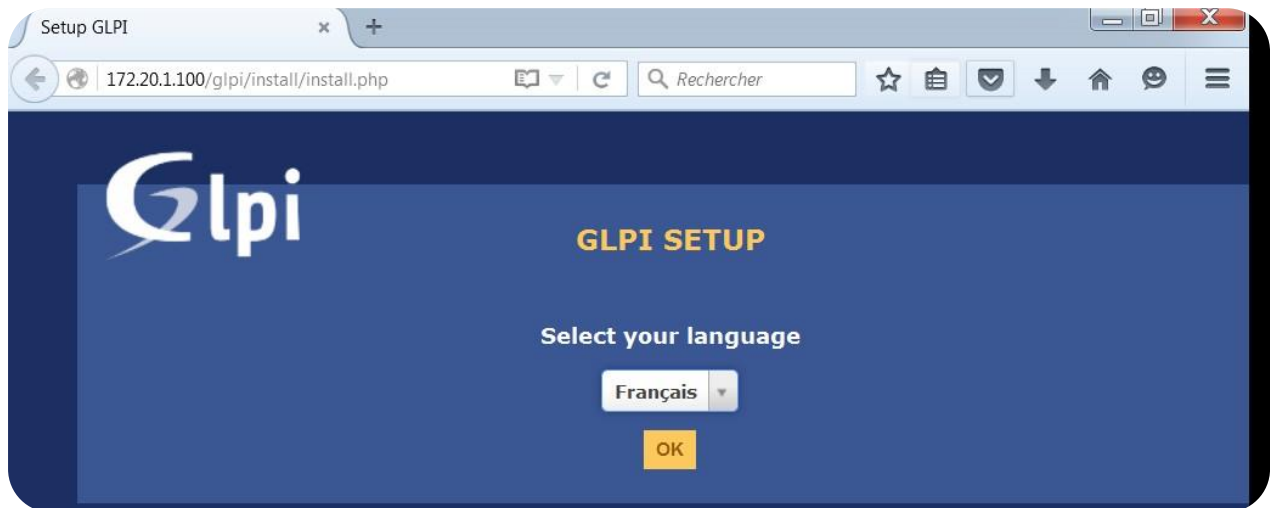 Setup GLPI
172.20.1.100/glpi/install/install.php
Rechercher
Glpi
GLPI SETUP
Select your language
Français
OK